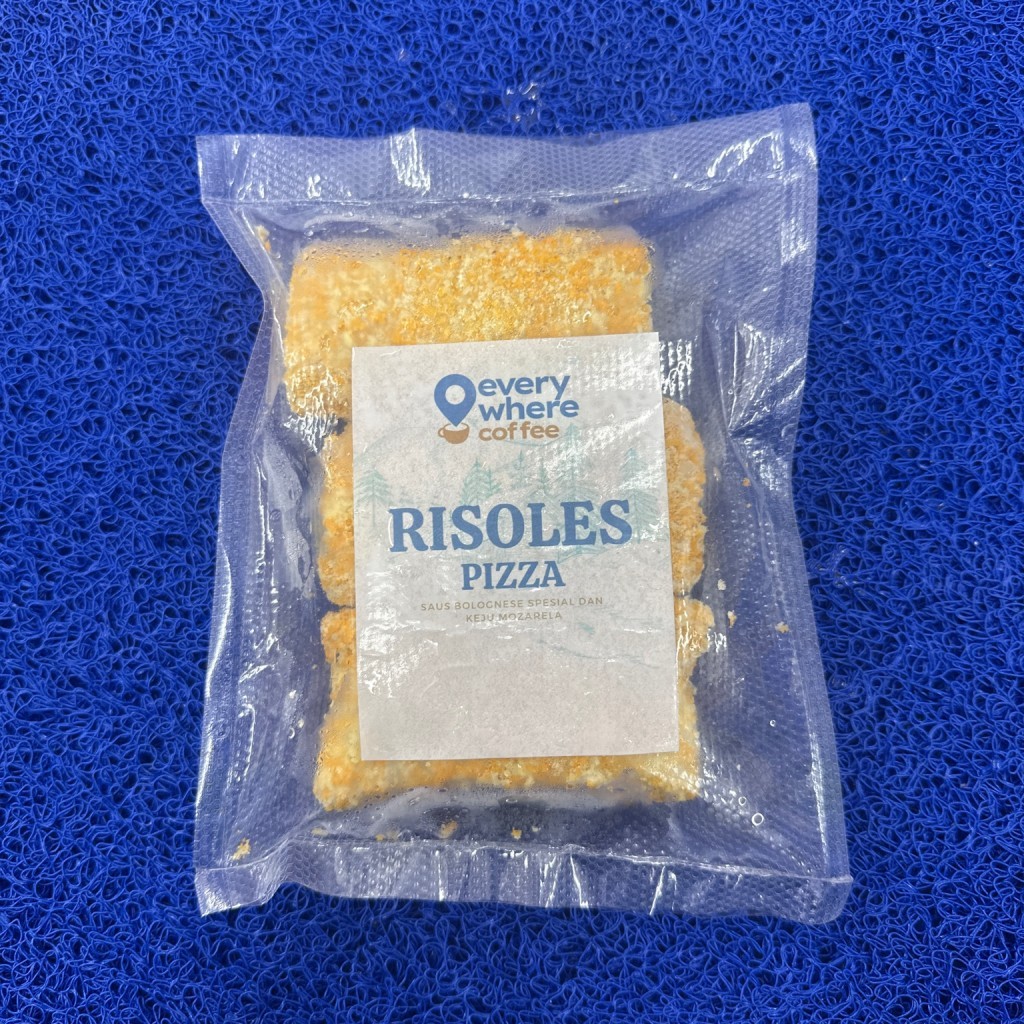 every
where
coffee
RISOLES
PIZZA
SAUS BOLOGNESE SPESIAL DAN
KEJU MOZARELA